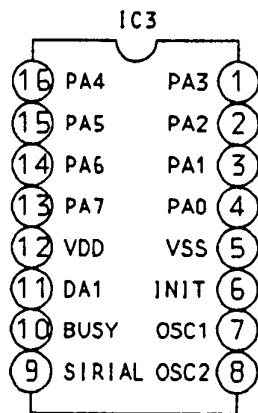 IC3
16 PA4 PA3 1
15 PA5 PA2 2
14 PA6 PA1 3
13 PA7 PA0 4
12 VDD VSS 5
11 DA1 INIT 6
10 BUSY OSC1 7
9 SIRIAL OSC2 8